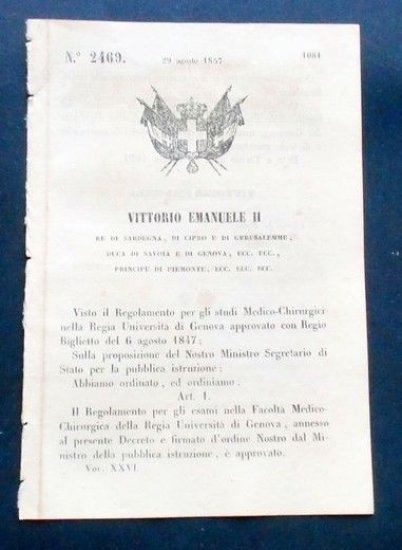 N.° 2469.
29 agosto 1857
1081
VITTORIO EMANUELE II
RE DI SARDEGNA, DI CIPRO E DI GERUSALEMME;
DUCA DI SAVOIA E DI GENOVA, ECC. ECC.,
PRINCIPE DI PIEMONTE, ECC. ECC. ECC.
Visto il Regolamento per gli studi Medico-Chirurgici
nella Regia Università di Genova approvato con Regio
Biglietto del 6 agosto 1847;
Sulla proposizione del Nostro Ministro Segretario di
Stato per la pubblica istruzione;
Abbiamo ordinato, ed ordiniamo:
Art. 1.
Il Regolamento per gli esami nella Facoltà Medico-
Chirurgica della Regia Università di Genova, annesso
al presente Decreto e firmato d'ordine Nostro dal Mi-
nistro della pubblica istruzione, è approvato.
Vol. XXVI.